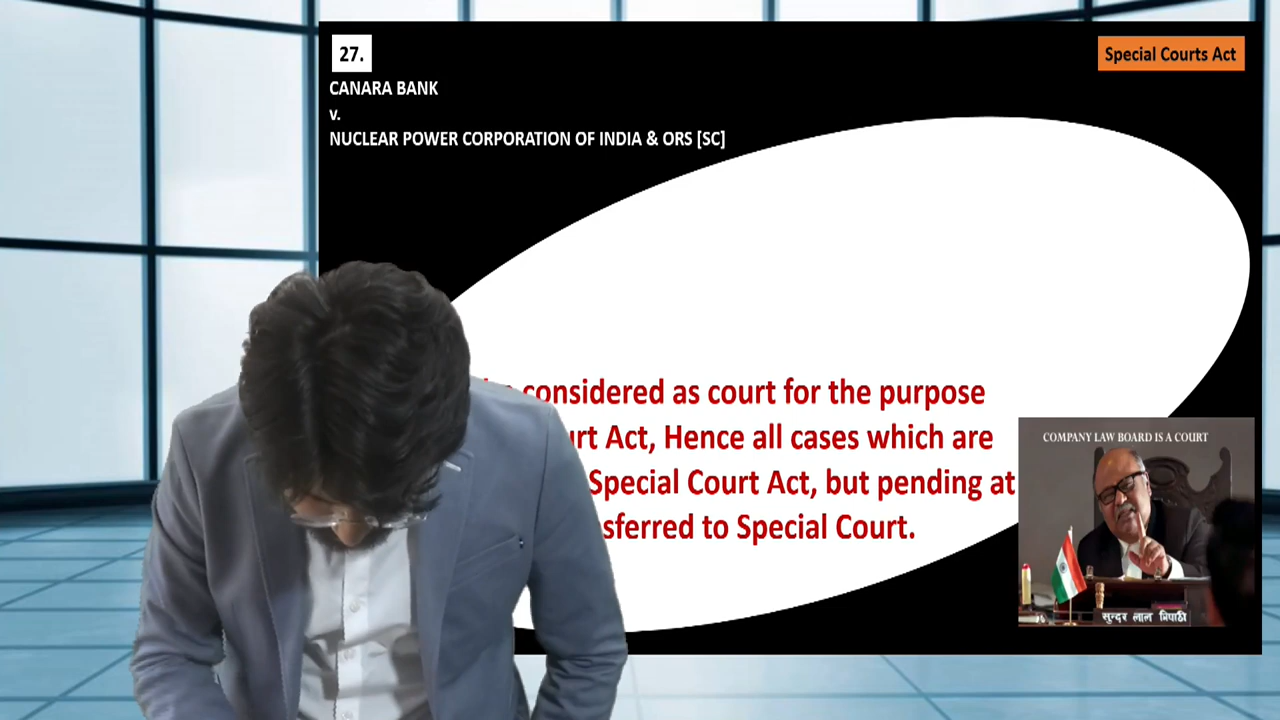 27.
Special Courts Act
CANARA BANK
v.
NUCLEAR POWER CORPORATION OF INDIA & ORS [SC]
considered as court for the purpose
Act, Hence all cases which are
Special Court Act, but pending at
to Special Court.
COMPANY LAW BOARD IS A COURT
सुन्दर लाल त्रिपाठी